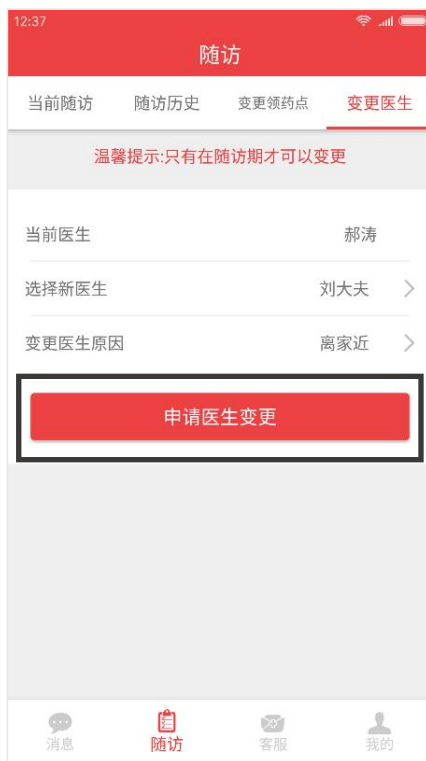 12:37
随访
当前随访 随访历史 变更领药点 变更医生
温馨提示:只有在随访期才可以变更
当前医生 郝涛
选择新医生 刘大夫
变更医生原因 离家近
申请医生变更
消息 随访 客服 我的